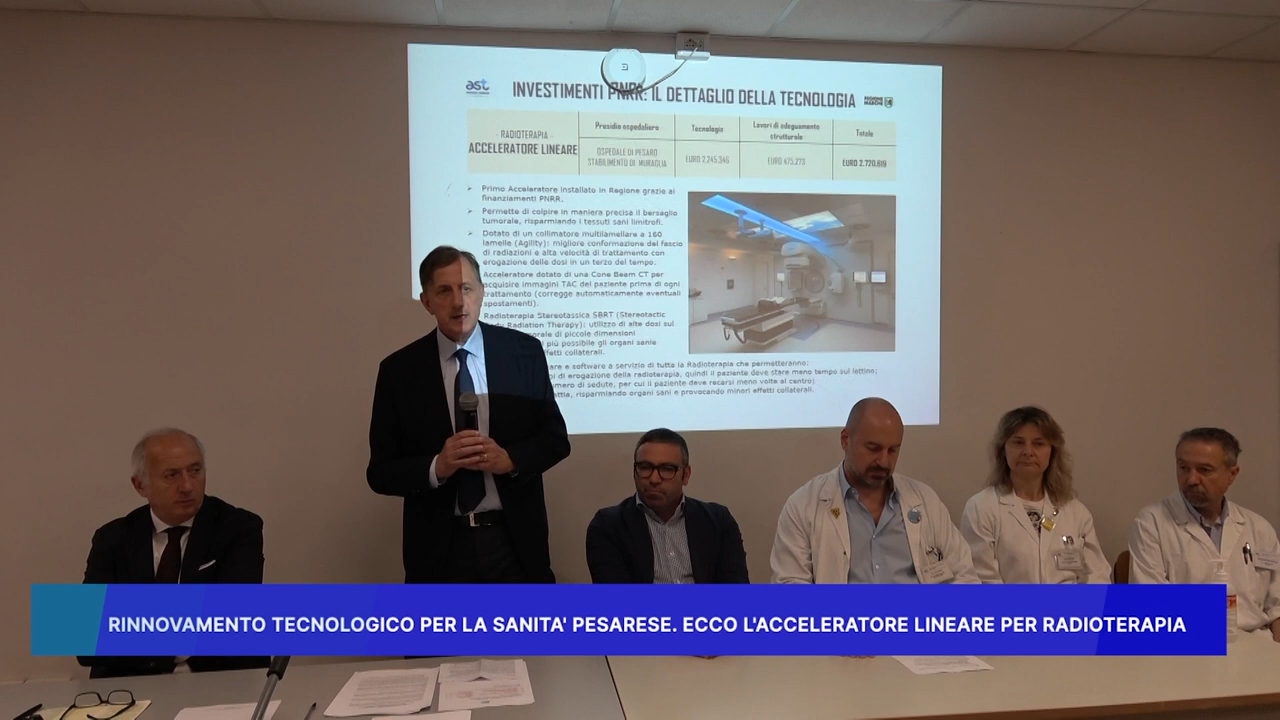 ast
INVESTIMENTI PNRR: IL DETTAGLIO DELLA TECNOLOGIA
REGIONE MARCHE
- RADIOTERAPIA -
ACCELERATORE LINEARE
Presidio ospedaliero
Tecnologia
Lavori di adeguamento strutturale
Totale
OSPEDALE DI PESARO
STABILIMENTO DI MURAGLIA
EURO 2.245.346
EURO 475.273
EURO 2.720.619
Primo Acceleratore installato in Regione grazie ai
finanziamenti PNRR.
Permette di colpire in maniera precisa il bersaglio
tumorale, risparmiando i tessuti sani limitrofi.
Dotato di un collimatore multilamellare a 160
lamelle (Agility): migliore conformazione del fascio
di radiazioni e alta velocità di trattamento con
erogazione delle dosi in un terzo del tempo.
Acceleratore dotato di una Cone Beam CT per
acquisire immagini TAC del paziente prima di ogni
trattamento (corregge automaticamente eventuali
spostamenti).
Radioterapia Stereotassica SBRT (Stereotactic
Body Radiation Therapy): utilizzo di alte dosi sul
di piccole dimensioni
più possibile gli organi sani e
effetti collaterali.
e software a servizio di tutta la Radioterapia che permetteranno:
di erogazione della radioterapia, quindi il paziente deve stare meno tempo sul lettino;
numero di sedute, per cui il paziente deve recarsi meno volte al centro;
risparmiando organi sani e provocando minori effetti collaterali.
RINNOVAMENTO TECNOLOGICO PER LA SANITA' PESARESE. ECCO L'ACCELERATORE LINEARE PER RADIOTERAPIA